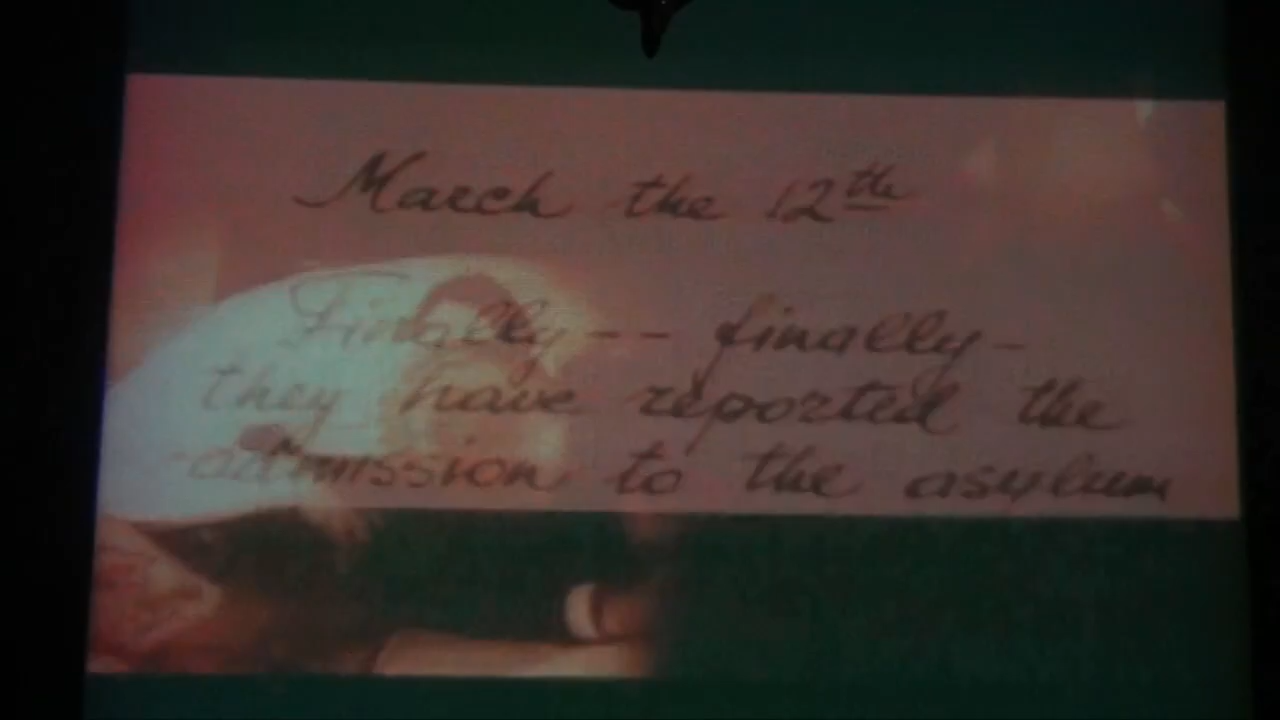 March the 12th
Finally -- finally -
they have reported the
admission to the asylum